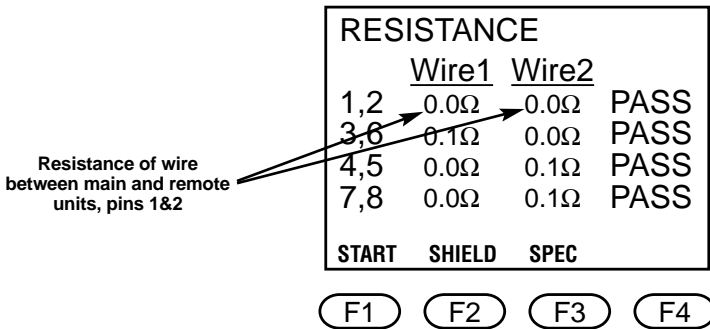 RESISTANCE
Wire1 Wire2
1,2 0.0Ω 0.0Ω PASS
3,6 0.1Ω 0.0Ω PASS
4,5 0.0Ω 0.1Ω PASS
7,8 0.0Ω 0.1Ω PASS
START SHIELD SPEC
Resistance of wire
between main and remote
units, pins 1&2
F1 F2 F3 F4